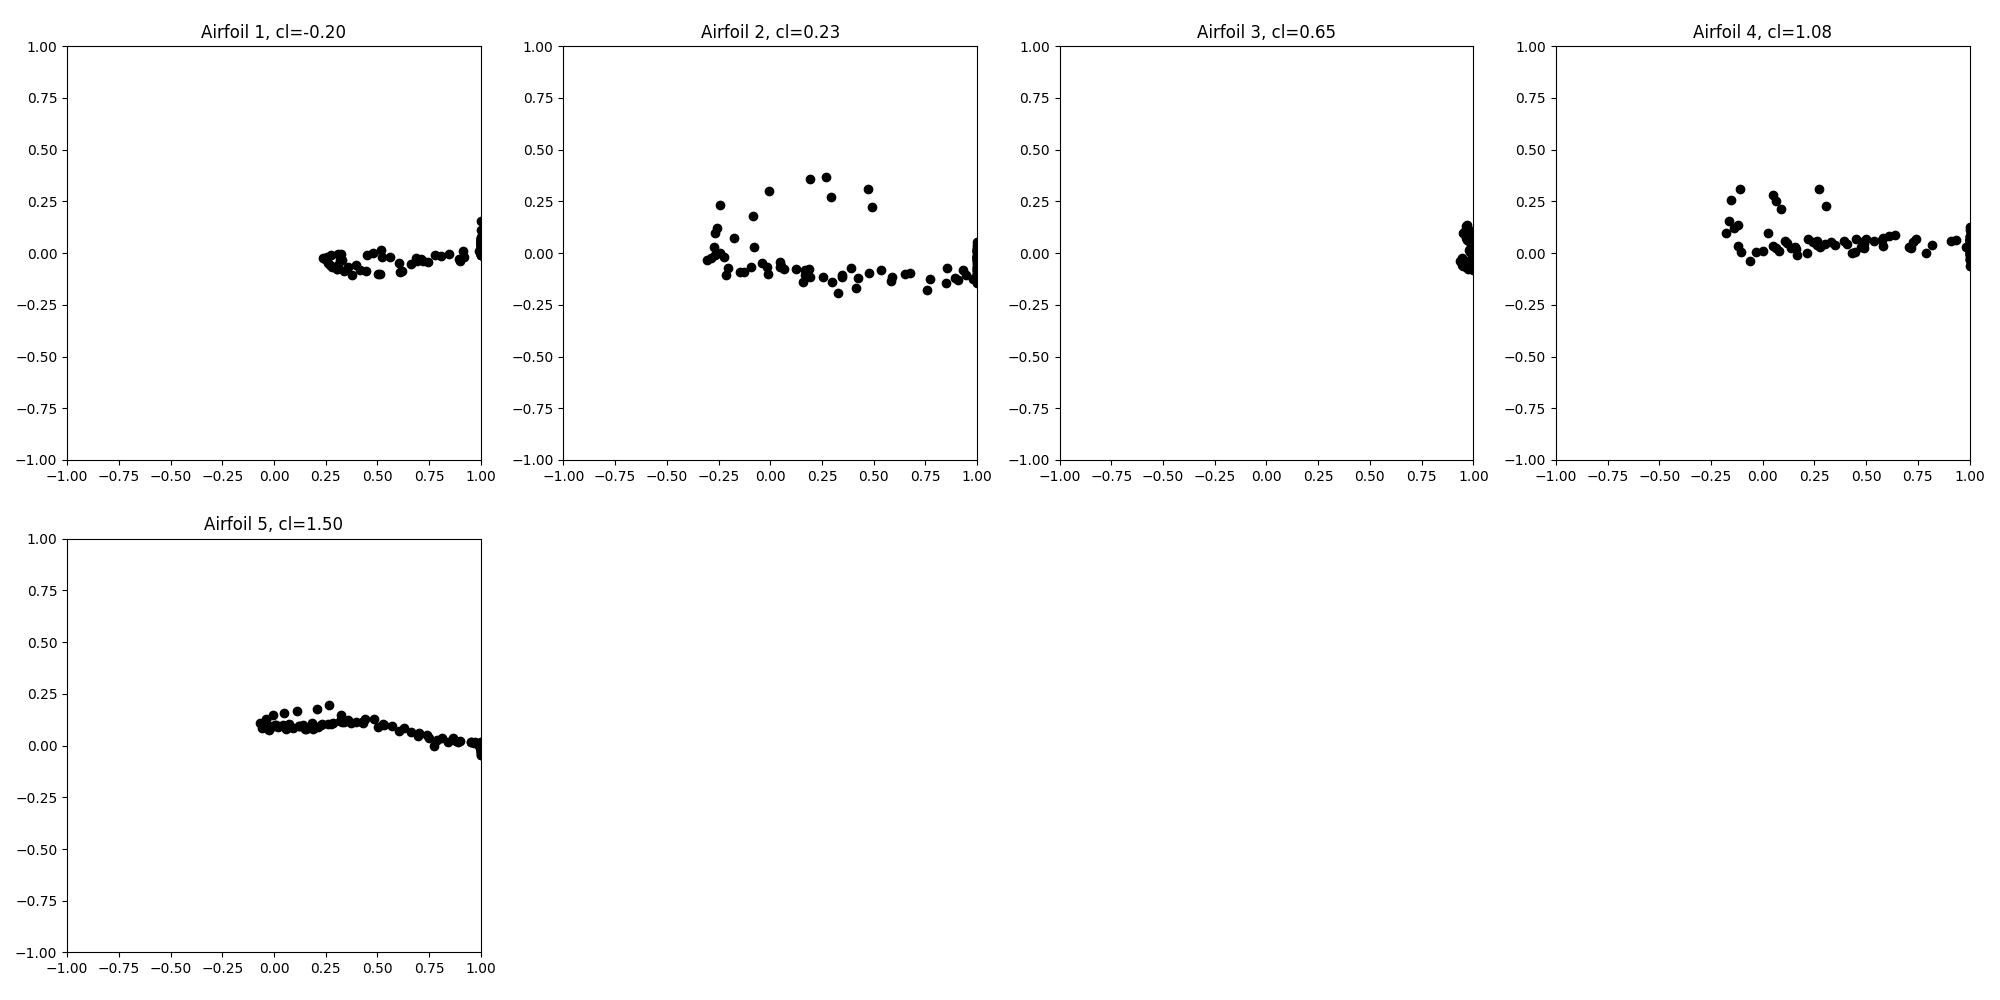 Airfoil 1, cl=-0.20
Airfoil 2, cl=0.23
Airfoil 3, cl=0.65
Airfoil 4, cl=1.08
1.00 1.00 1.00 1.00
0.75 0.75 0.75 0.75
0.50 0.50 0.50 0.50
0.25 0.25 0.25 0.25
0.00 0.00 0.00 0.00
−0.25 −0.25 −0.25 −0.25
−0.50 −0.50 −0.50 −0.50
−0.75 −0.75 −0.75 −0.75
−1.00 −1.00 −1.00 −1.00
−1.00 −0.75 −0.50 −0.25 0.00 0.25 0.50 0.75 1.00
−1.00 −0.75 −0.50 −0.25 0.00 0.25 0.50 0.75 1.00
−1.00 −0.75 −0.50 −0.25 0.00 0.25 0.50 0.75 1.00
−1.00 −0.75 −0.50 −0.25 0.00 0.25 0.50 0.75 1.00
Airfoil 5, cl=1.50
1.00
0.75
0.50
0.25
0.00
−0.25
−0.50
−0.75
−1.00
−1.00 −0.75 −0.50 −0.25 0.00 0.25 0.50 0.75 1.00